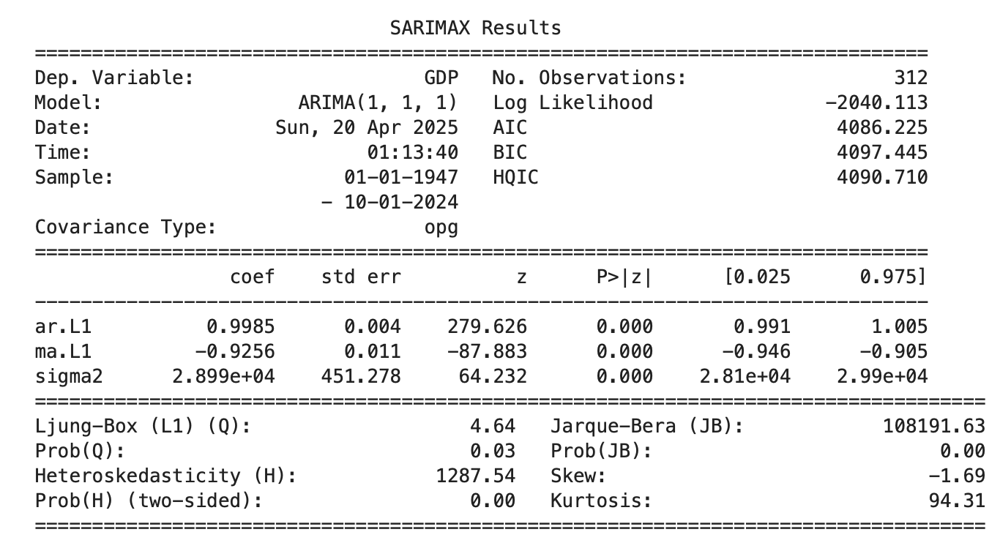 SARIMAX Results
==============================================================================
Dep. Variable:                    GDP   No. Observations:                  312
Model:                 ARIMA(1, 1, 1)   Log Likelihood               -2040.113
Date:                Sun, 20 Apr 2025   AIC                           4086.225
Time:                        01:13:40   BIC                           4097.445
Sample:                    01-01-1947   HQIC                          4090.710
- 10-01-2024
Covariance Type:                  opg
==============================================================================
coef    std err          z      P>|z|      [0.025      0.975]
------------------------------------------------------------------------------
ar.L1          0.9985      0.004    279.626      0.000       0.991       1.005
ma.L1         -0.9256      0.011    -87.883      0.000      -0.946      -0.905
sigma2      2.899e+04    451.278     64.232      0.000    2.81e+04    2.99e+04
===================================================================================
Ljung-Box (L1) (Q):                   4.64   Jarque-Bera (JB):            108191.63
Prob(Q):                              0.03   Prob(JB):                         0.00
Heteroskedasticity (H):            1287.54   Skew:                            -1.69
Prob(H) (two-sided):                  0.00   Kurtosis:                        94.31
===================================================================================